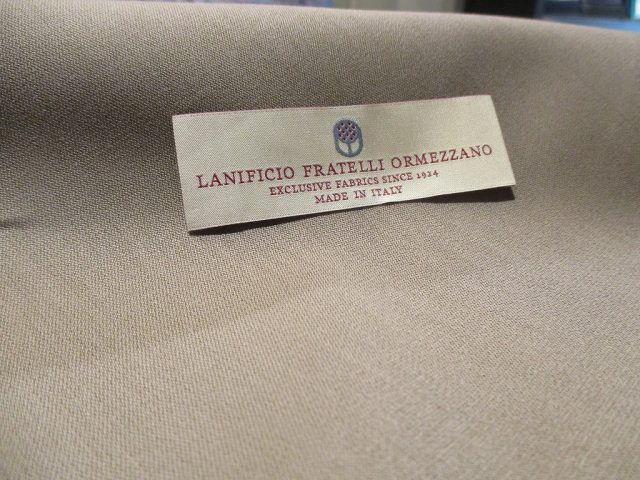 LANIFICIO FRATELLI ORMEZZANO
EXCLUSIVE FABRICS SINCE 1924
MADE IN ITALY